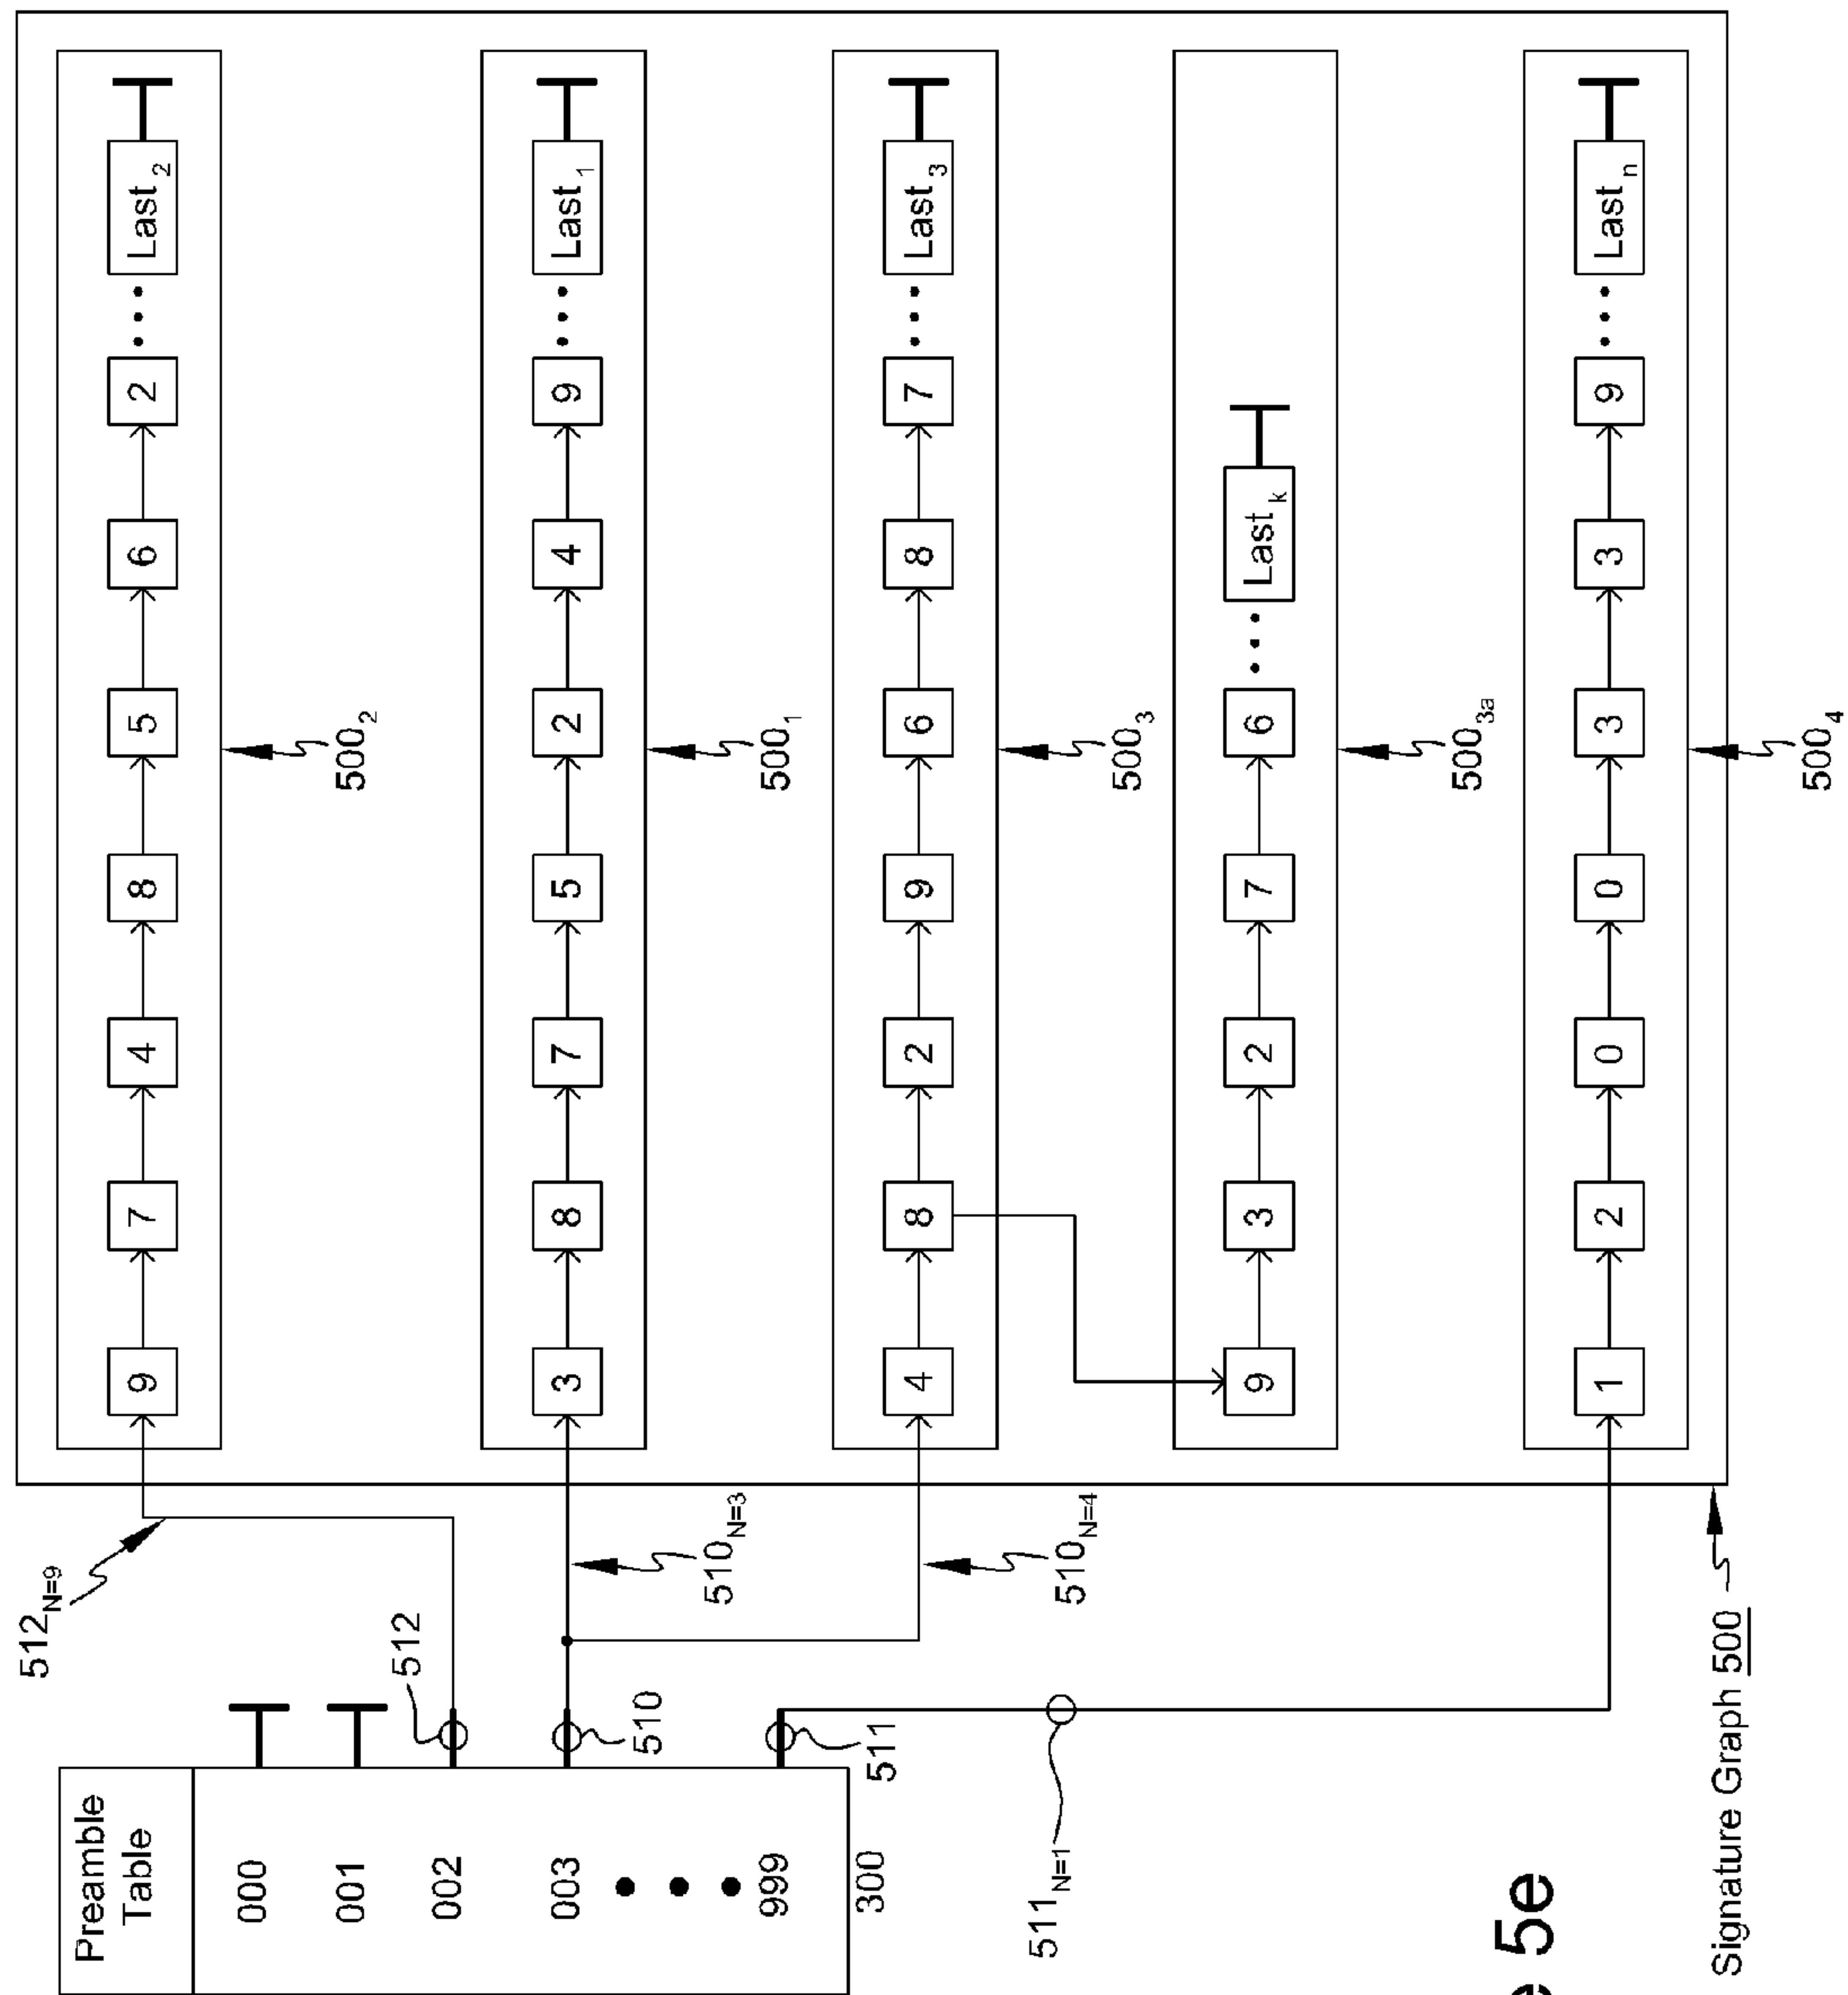 Preamble
Table
000
001
002
003
999
300
512
510
511
512N=9
510N=3
510N=4
511N=1
9 7 4 8 5 6 2 ... Last2
5002
3 8 7 5 2 4 9 ... Last1
5001
4 8 2 9 6 8 7 ... Last3
5003
9 3 2 7 6 ... Lastk
5003a
1 2 0 0 3 3 9 ... Lastn
5004
Signature Graph 500
e 5e